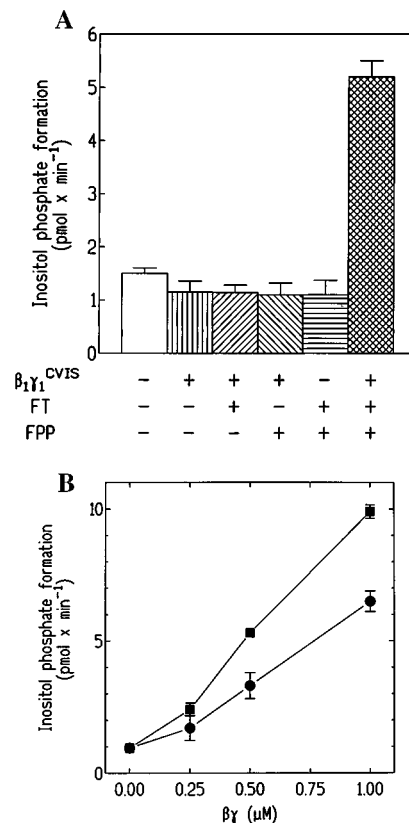 A
Inositol phosphate formation
(pmol x min⁻¹)
6
5
4
3
2
1
0
β₁γ₁ᶜⱽᴵˢ - + + + - +
FT - - + - + +
FPP - - - + + +
B
Inositol phosphate formation
(pmol x min⁻¹)
10
5
0
0.00 0.25 0.50 0.75 1.00
βγ (μM)